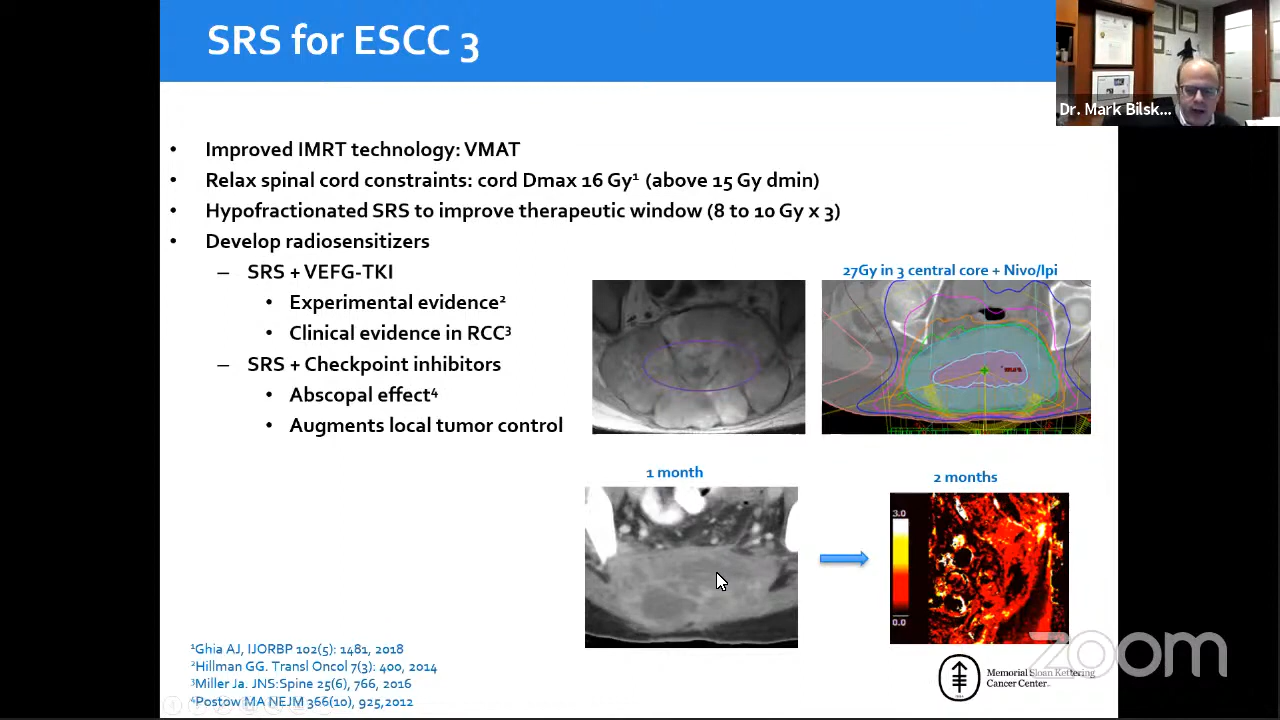 SRS for ESCC 3
Dr. Mark Bilsk...
• Improved IMRT technology: VMAT
• Relax spinal cord constraints: cord Dmax 16 Gy¹ (above 15 Gy dmin)
• Hypofractionated SRS to improve therapeutic window (8 to 10 Gy x 3)
• Develop radiosensitizers
– SRS + VEFG-TKI
• Experimental evidence²
• Clinical evidence in RCC³
– SRS + Checkpoint inhibitors
• Abscopal effect⁴
• Augments local tumor control
27Gy in 3 central core + Nivo/Ipi
1 month
2 months
3.0
0.0
¹Ghia AJ, IJORBP 102(5): 1481, 2018
²Hillman GG. Transl Oncol 7(3): 400, 2014
³Miller Ja. JNS:Spine 25(6), 766, 2016
⁴Postow MA NEJM 366(10), 925,2012
Memorial Sloan Kettering
Cancer Center
zoom